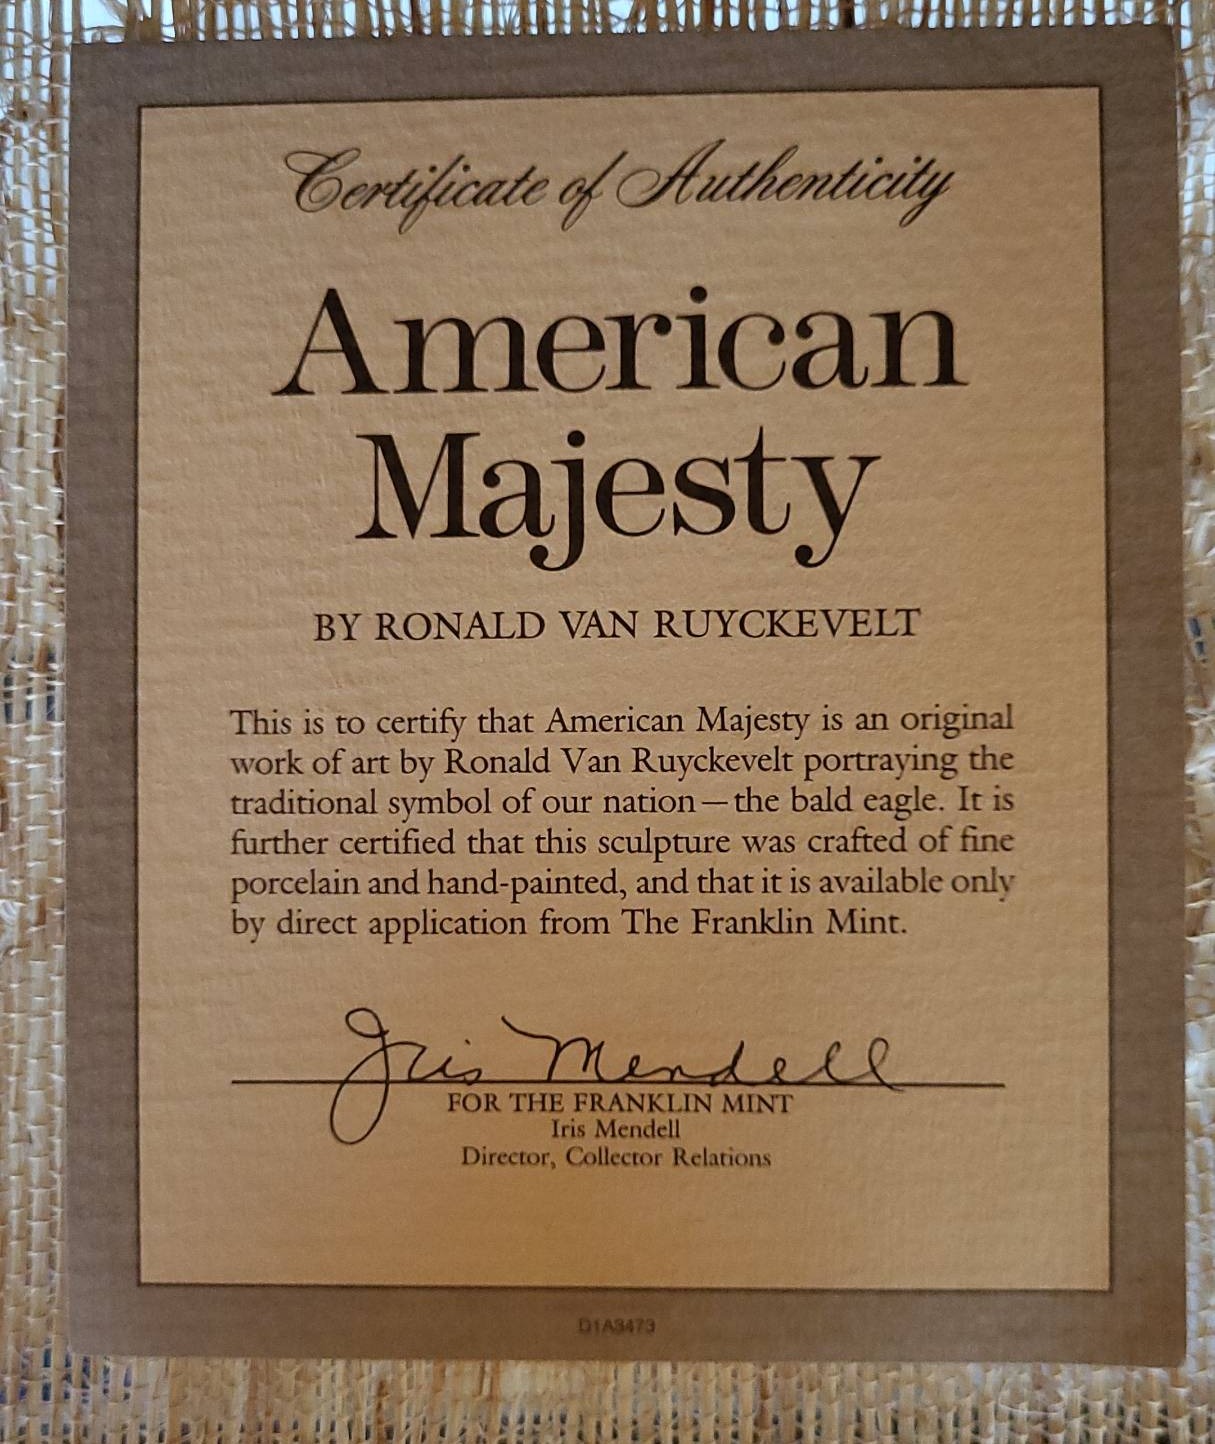 Certificate of Authenticity
American
Majesty
BY RONALD VAN RUYCKEVELT
This is to certify that American Majesty is an original
work of art by Ronald Van Ruyckevelt portraying the
traditional symbol of our nation—the bald eagle. It is
further certified that this sculpture was crafted of fine
porcelain and hand-painted, and that it is available only
by direct application from The Franklin Mint.
Iris Mendell
FOR THE FRANKLIN MINT
Iris Mendell
Director, Collector Relations
D1A3473